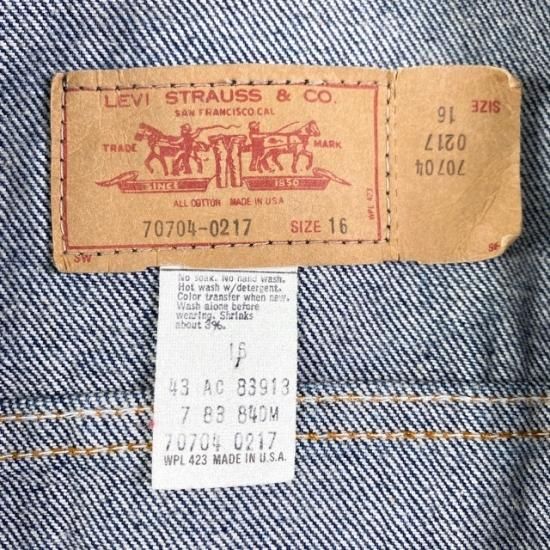 LEVI STRAUSS & CO.
SAN FRANCISCO.CAL
TRADE MARK
SINCE 1850
ALL COTTON MADE IN U.S.A
WPL 423
70704-0217 SIZE 16
SW
SIZE
16
0217
70704
No soak. No hand wash.
Hot wash w/detergent.
Color transfer when new.
Wash alone before
wearing. Shrinks
about 3%.
16
43 AC 83913
7 83 840M
70704 0217
WPL 423 MADE IN U.S.A.